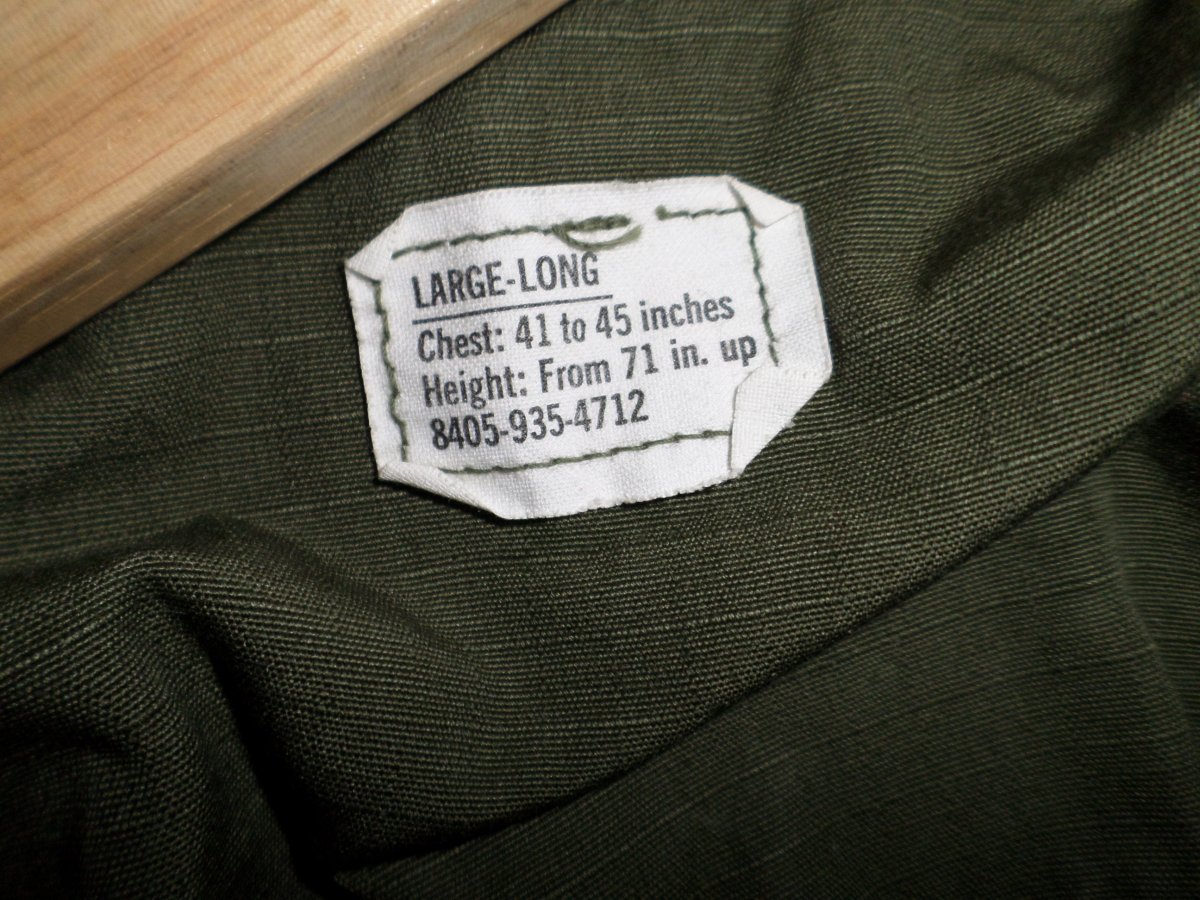 LARGE-LONG
Chest: 41 to 45 inches
Height: From 71 in. up
8405-935-4712